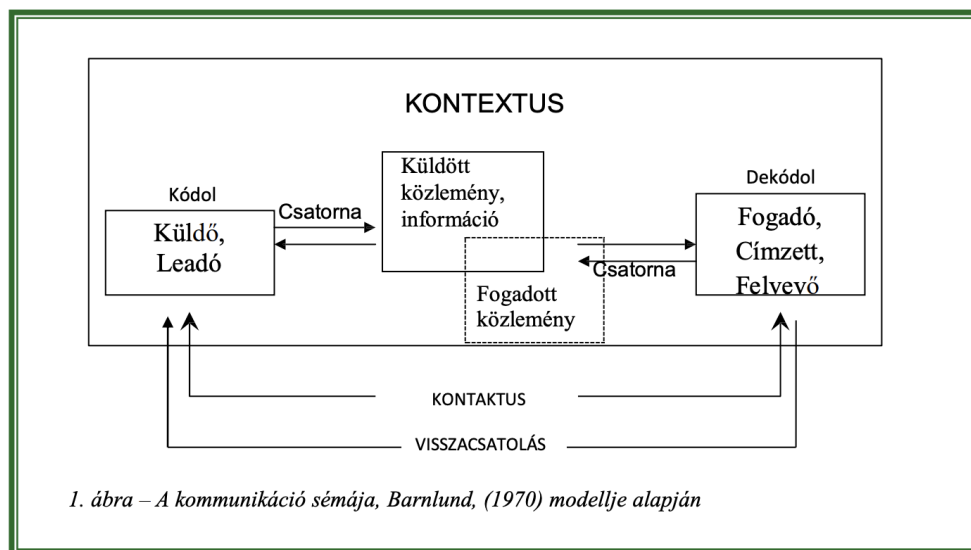 KONTEXTUS
Kódol
Küldő,
Leadó
Csatorna
Küldött
közlemény,
információ
Fogadott
közlemény
Csatorna
Dekódol
Fogadó,
Címzett,
Felvevő
KONTAKTUS
VISSZACSATOLÁS
1. ábra – A kommunikáció sémája, Barnlund, (1970) modellje alapján